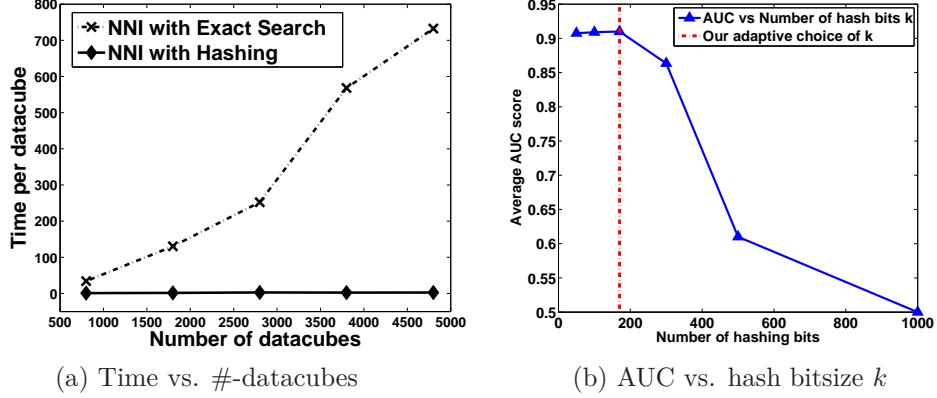 800
700
600
500
400
300
200
100
0
Time per datacube
NNI with Exact Search
NNI with Hashing
500 1000 1500 2000 2500 3000 3500 4000 4500 5000
Number of datacubes
(a) Time vs. #-datacubes
0.95
0.9
0.85
0.8
0.75
0.7
0.65
0.6
0.55
0.5
Average AUC score
AUC vs Number of hash bits k
Our adaptive choice of k
0 200 400 600 800 1000
Number of hashing bits
(b) AUC vs. hash bitsize k